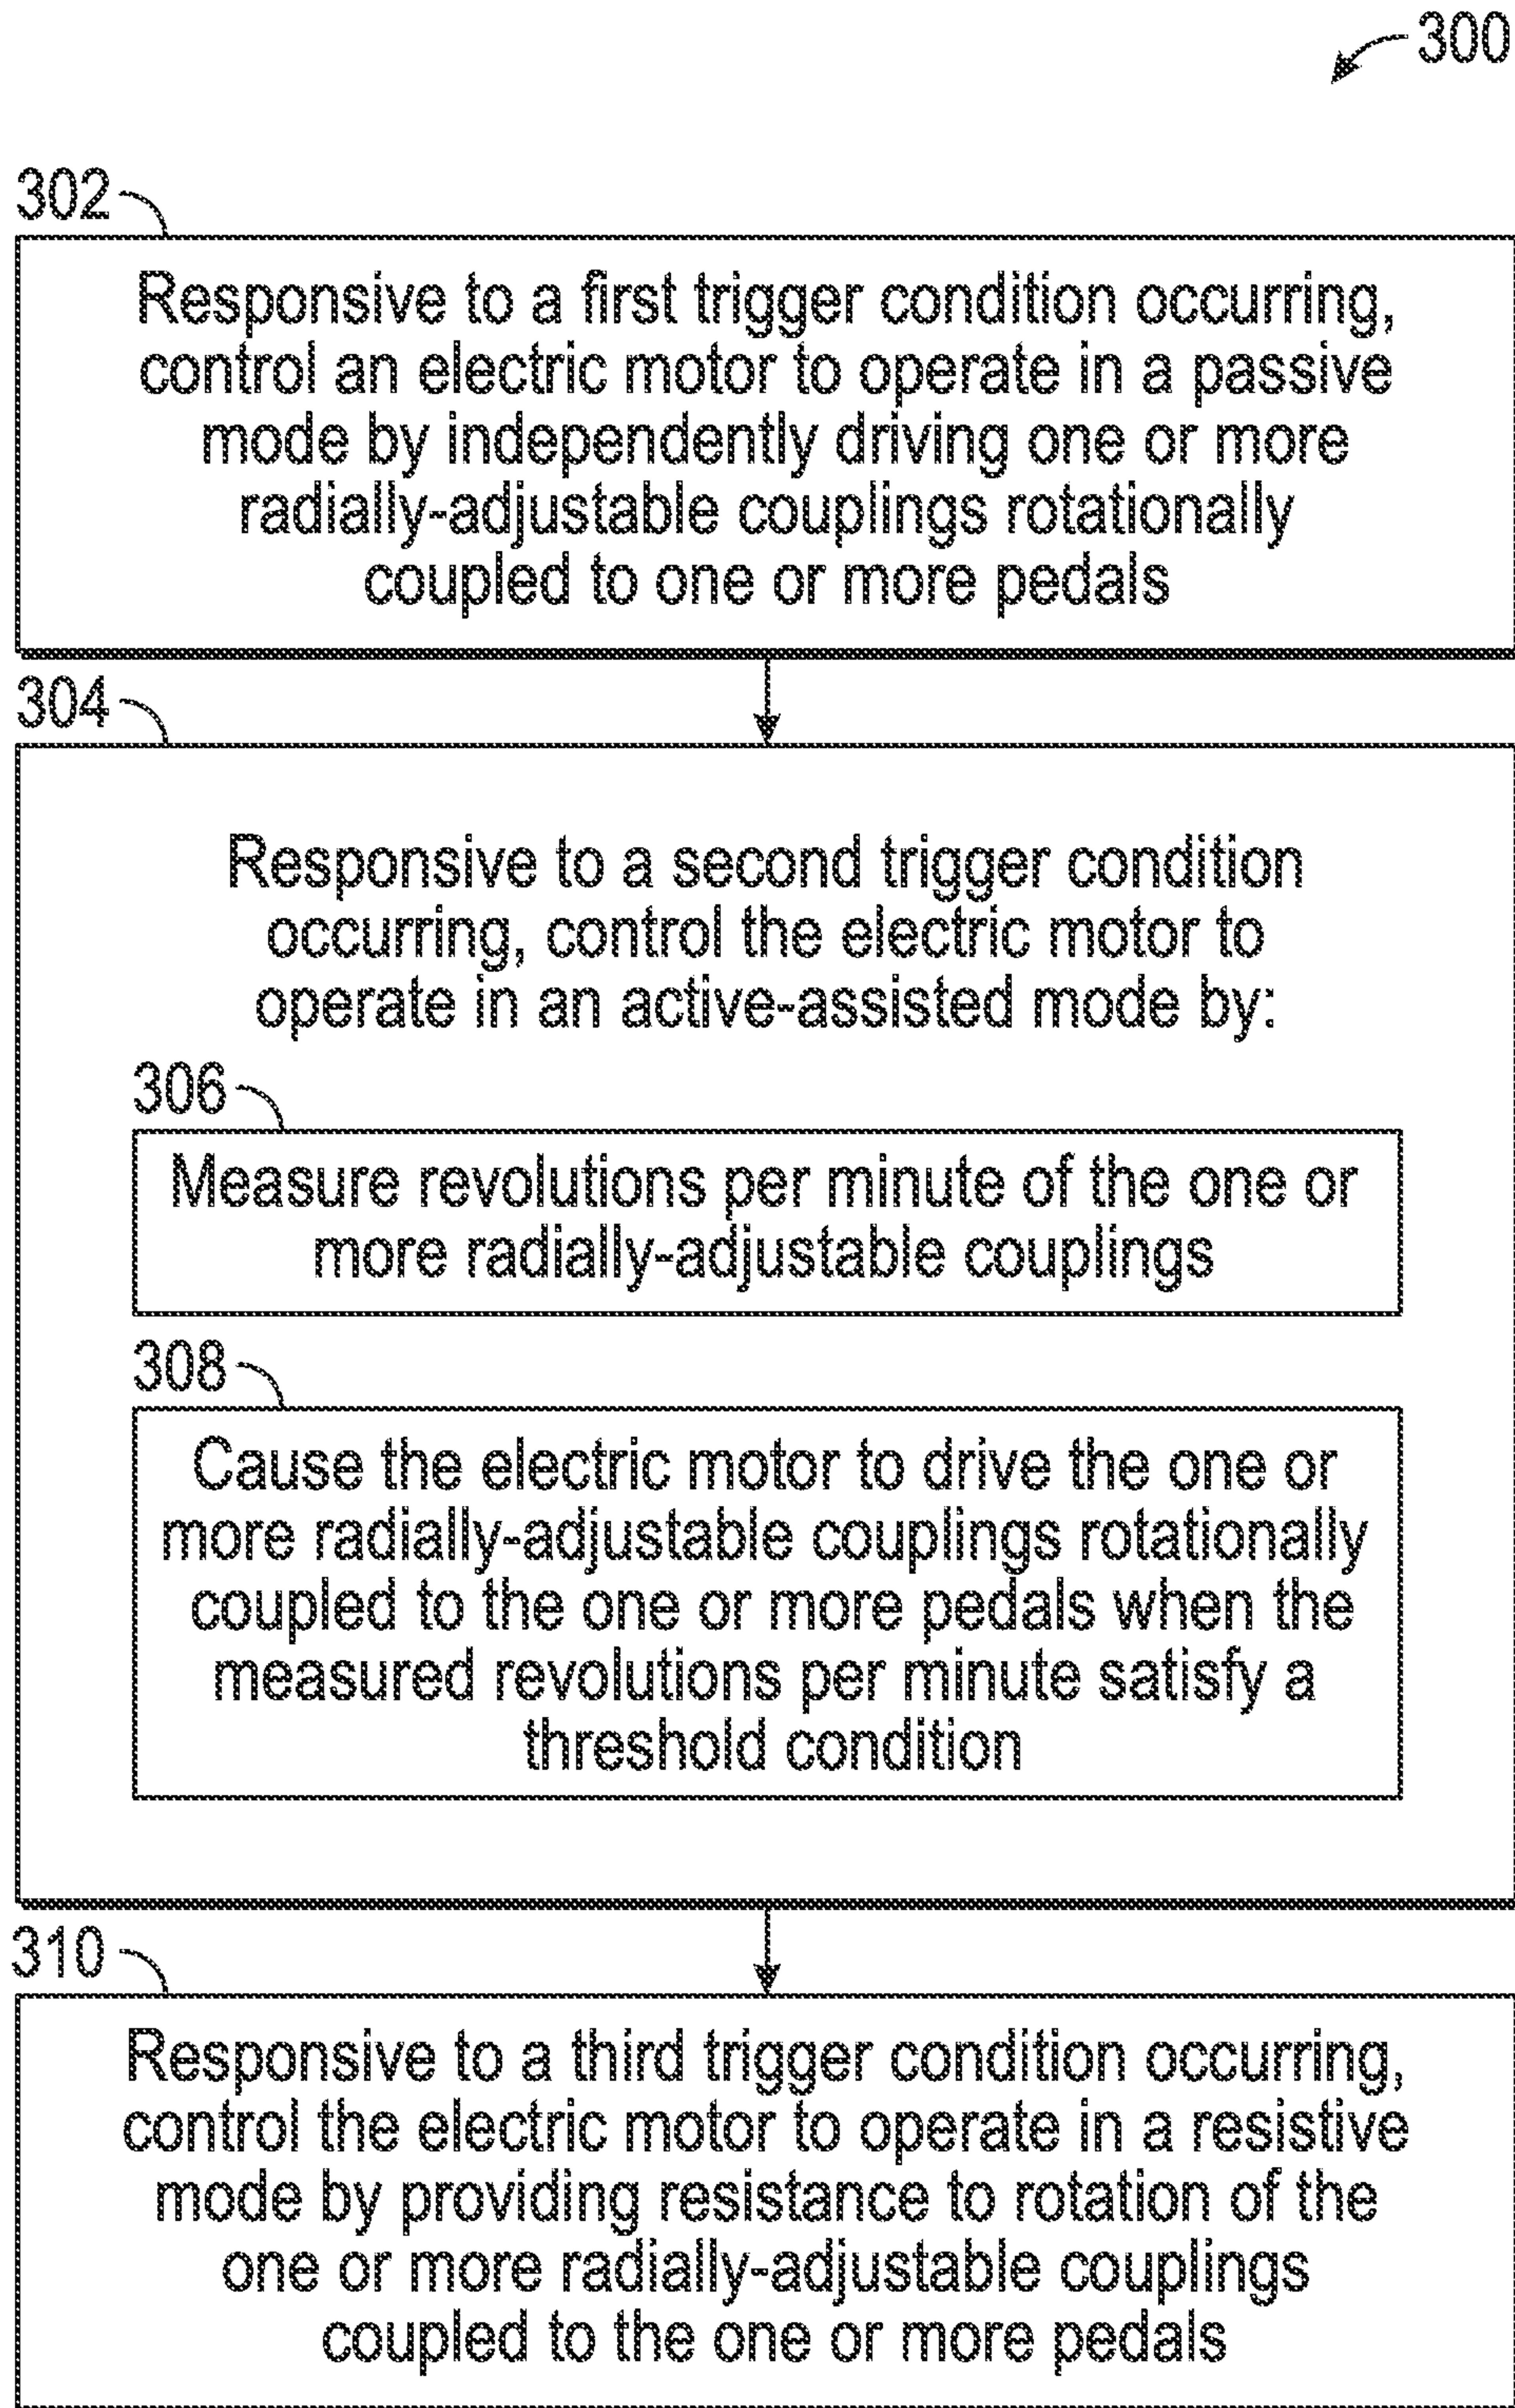 300
302
Responsive to a first trigger condition occurring,
control an electric motor to operate in a passive
mode by independently driving one or more
radially-adjustable couplings rotationally
coupled to one or more pedals
304
Responsive to a second trigger condition
occurring, control the electric motor to
operate in an active-assisted mode by:
306
Measure revolutions per minute of the one or
more radially-adjustable couplings
308
Cause the electric motor to drive the one or
more radially-adjustable couplings rotationally
coupled to the one or more pedals when the
measured revolutions per minute satisfy a
threshold condition
310
Responsive to a third trigger condition occurring,
control the electric motor to operate in a resistive
mode by providing resistance to rotation of the
one or more radially-adjustable couplings
coupled to the one or more pedals